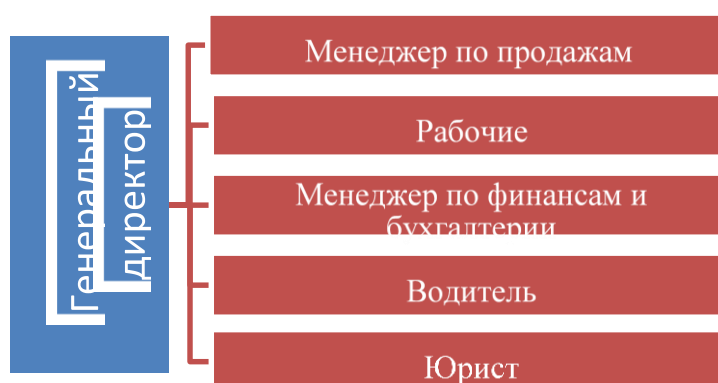 Генеральный
директор
Менеджер по продажам
Рабочие
Менеджер по финансам и
бухгалтерии
Водитель
Юрист